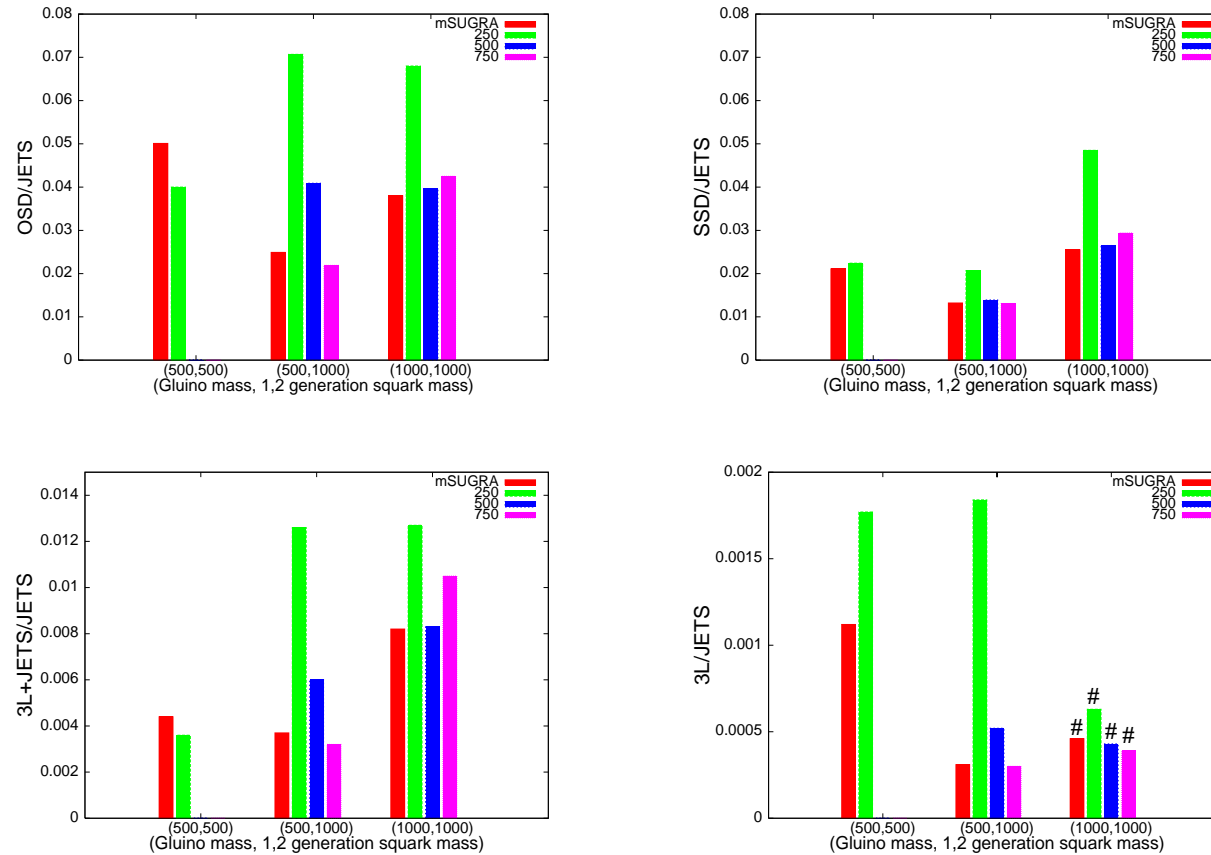 OSD/JETS
0.08
0.07
0.06
0.05
0.04
0.03
0.02
0.01
0
mSUGRA
250
500
750
(500,500) (500,1000) (1000,1000)
(Gluino mass, 1,2 generation squark mass)
SSD/JETS
0.08
0.07
0.06
0.05
0.04
0.03
0.02
0.01
0
mSUGRA
250
500
750
(500,500) (500,1000) (1000,1000)
(Gluino mass, 1,2 generation squark mass)
3L+JETS/JETS
0.014
0.012
0.01
0.008
0.006
0.004
0.002
0
mSUGRA
250
500
750
(500,500) (500,1000) (1000,1000)
(Gluino mass, 1,2 generation squark mass)
3L/JETS
0.002
0.0015
0.001
0.0005
0
mSUGRA
250
500
750
# # # #
(500,500) (500,1000) (1000,1000)
(Gluino mass, 1,2 generation squark mass)